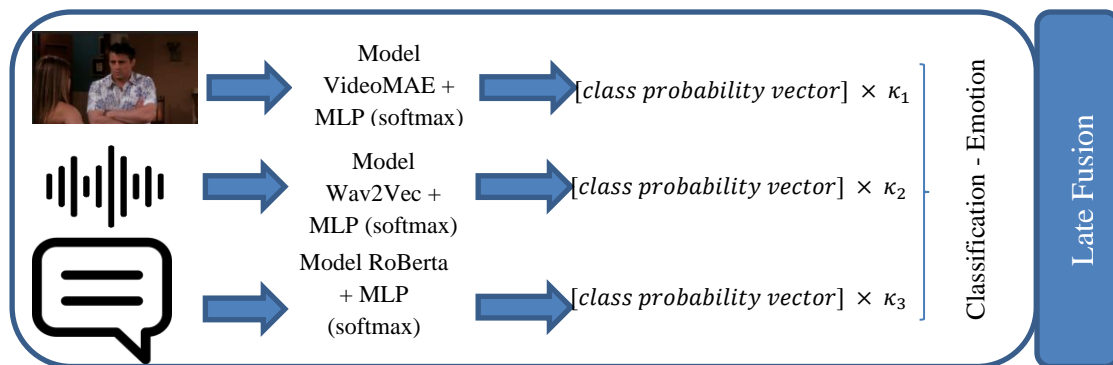 Model
VideoMAE +
MLP (softmax)
[class probability vector] × κ₁
Model
Wav2Vec +
MLP (softmax)
[class probability vector] × κ₂
Model RoBerta
+ MLP
(softmax)
[class probability vector] × κ₃
Classification - Emotion
Late Fusion